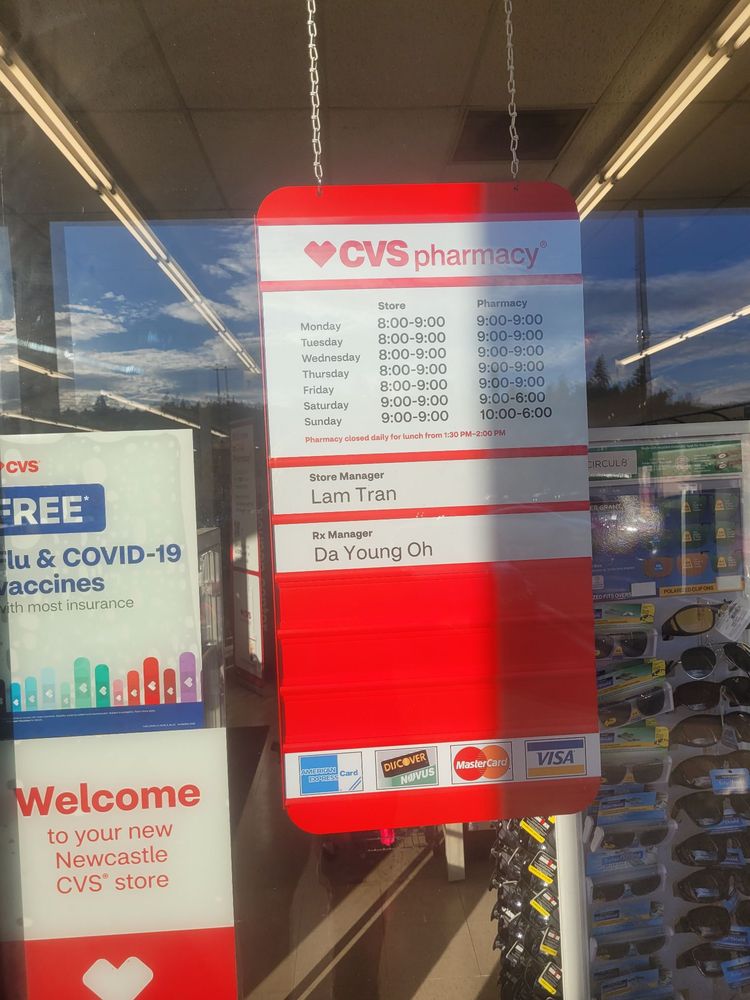 CVS pharmacy®
Store Pharmacy
Monday 8:00-9:00 9:00-9:00
Tuesday 8:00-9:00 9:00-9:00
Wednesday 8:00-9:00 9:00-9:00
Thursday 8:00-9:00 9:00-9:00
Friday 8:00-9:00 9:00-9:00
Saturday 9:00-9:00 9:00-6:00
Sunday 9:00-9:00 10:00-6:00
Pharmacy closed daily for lunch from 1:30 PM-2:00 PM
Store Manager
Lam Tran
Rx Manager
Da Young Oh
AMERICAN EXPRESS Card
DISCOVER NOVUS
MasterCard
VISA
CVS
FREE*
Flu & COVID-19
vaccines
with most insurance
Welcome
to your new
Newcastle
CVS® store
CIRCUL8
POLARIZED CLIP ONS